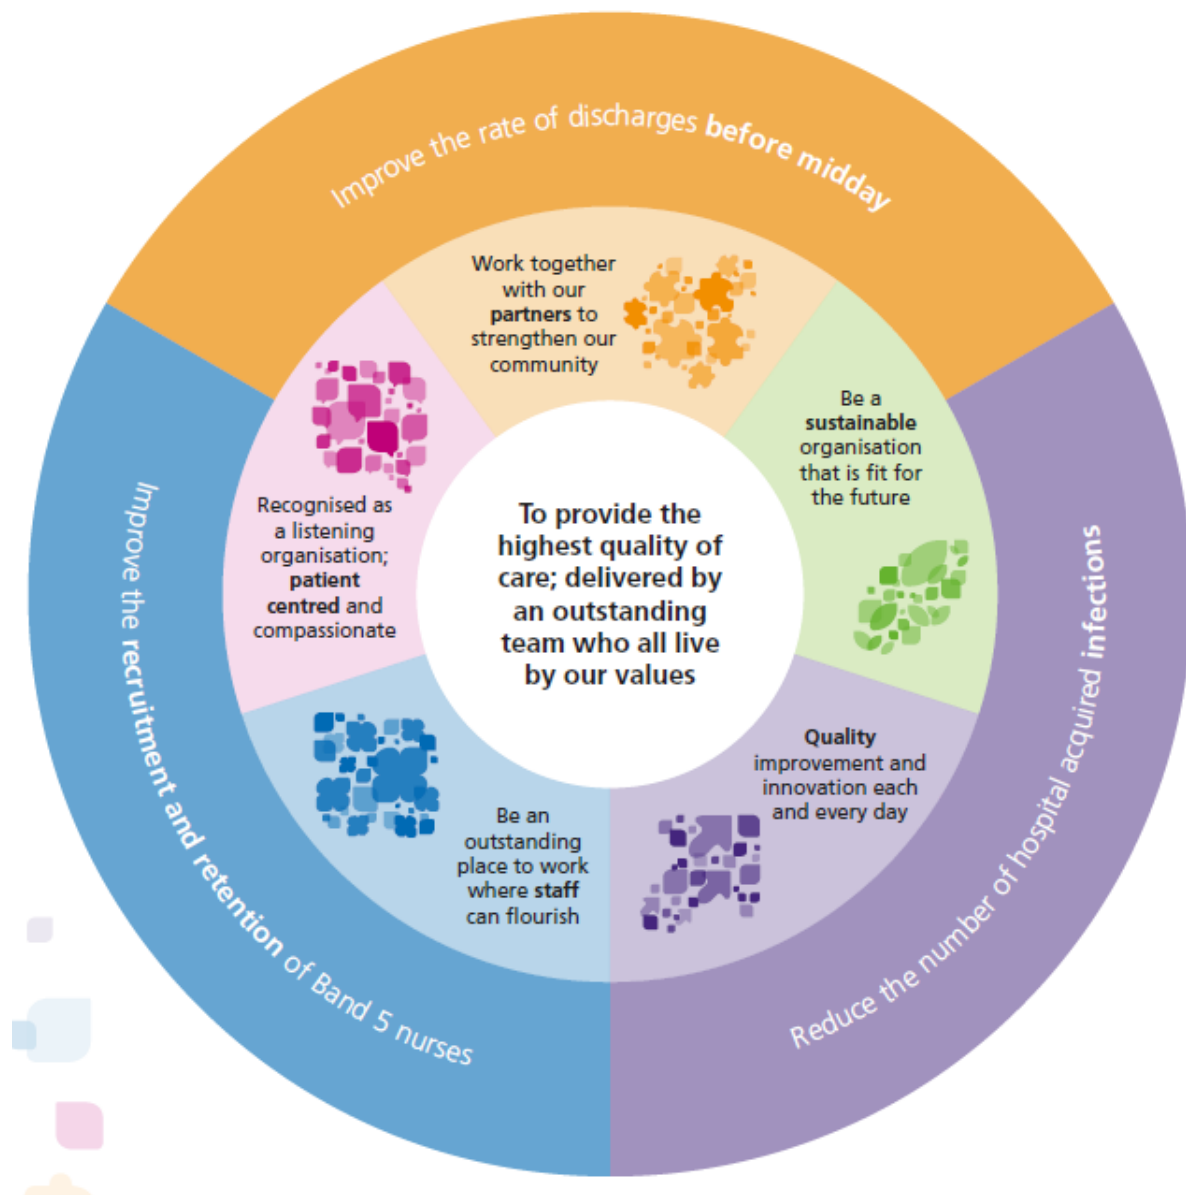 Improve the rate of discharges before midday
Work together
with our
partners to
strengthen our
community
Be a
sustainable
organisation
that is fit for
the future
Recognised as
a listening
organisation;
patient
centred and
compassionate
To provide the
highest quality of
care; delivered by
an outstanding
team who all live
by our values
Quality
improvement and
innovation each
and every day
Be an
outstanding
place to work
where staff
can flourish
Improve the recruitment and retention of Band 5 nurses
Reduce the number of hospital acquired infections